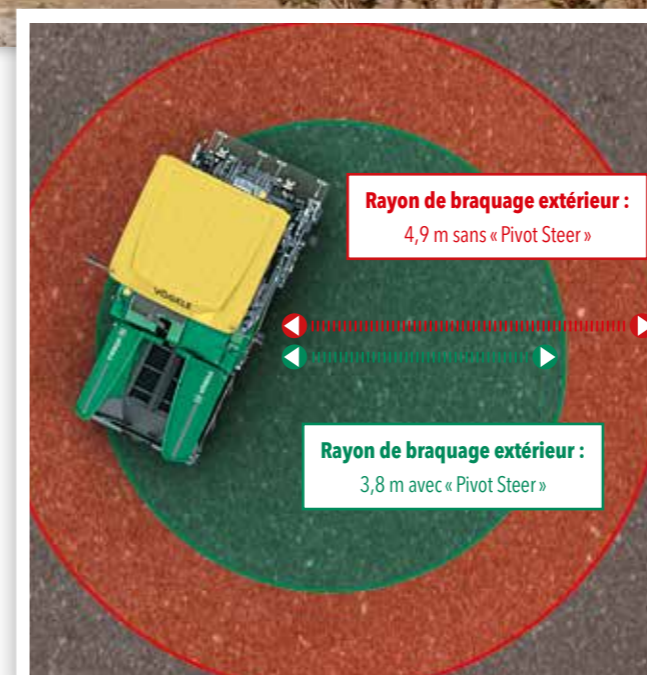 Rayon de braquage extérieur :
4,9 m sans « Pivot Steer »
VÖGELE
Rayon de braquage extérieur :
3,8 m avec « Pivot Steer »